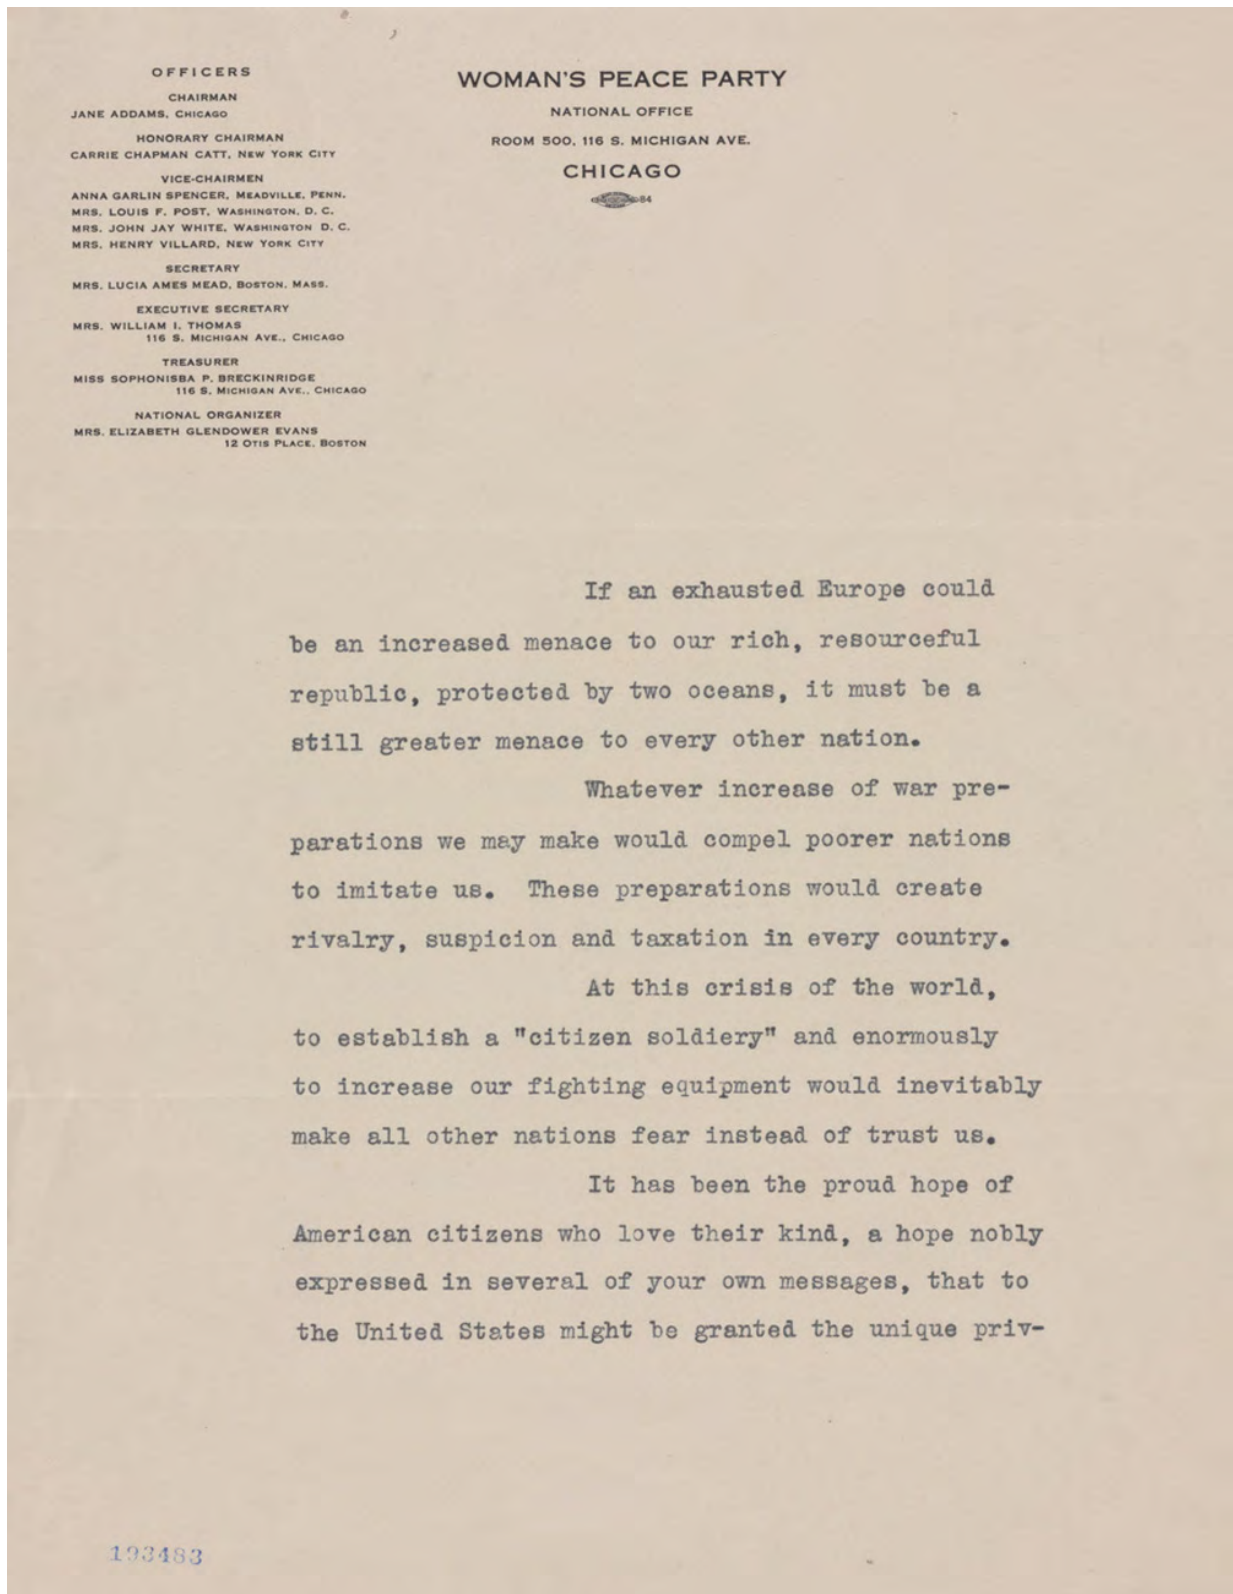 OFFICERS
CHAIRMAN
JANE ADDAMS, CHICAGO
HONORARY CHAIRMAN
CARRIE CHAPMAN CATT, NEW YORK CITY
VICE-CHAIRMEN
ANNA GARLIN SPENCER, MEADVILLE, PENN.
MRS. LOUIS F. POST, WASHINGTON, D. C.
MRS. JOHN JAY WHITE, WASHINGTON D. C.
MRS. HENRY VILLARD, NEW YORK CITY
SECRETARY
MRS. LUCIA AMES MEAD, BOSTON, MASS.
EXECUTIVE SECRETARY
MRS. WILLIAM I. THOMAS
116 S. MICHIGAN AVE., CHICAGO
TREASURER
MISS SOPHONISBA P. BRECKINRIDGE
116 S. MICHIGAN AVE., CHICAGO
NATIONAL ORGANIZER
MRS. ELIZABETH GLENDOWER EVANS
12 OTIS PLACE, BOSTON
WOMAN'S PEACE PARTY
NATIONAL OFFICE
ROOM 500, 116 S. MICHIGAN AVE.
CHICAGO
84
If an exhausted Europe could
be an increased menace to our rich, resourceful
republic, protected by two oceans, it must be a
still greater menace to every other nation.
Whatever increase of war pre-
parations we may make would compel poorer nations
to imitate us. These preparations would create
rivalry, suspicion and taxation in every country.
At this crisis of the world,
to establish a "citizen soldiery" and enormously
to increase our fighting equipment would inevitably
make all other nations fear instead of trust us.
It has been the proud hope of
American citizens who love their kind, a hope nobly
expressed in several of your own messages, that to
the United States might be granted the unique priv-
193483